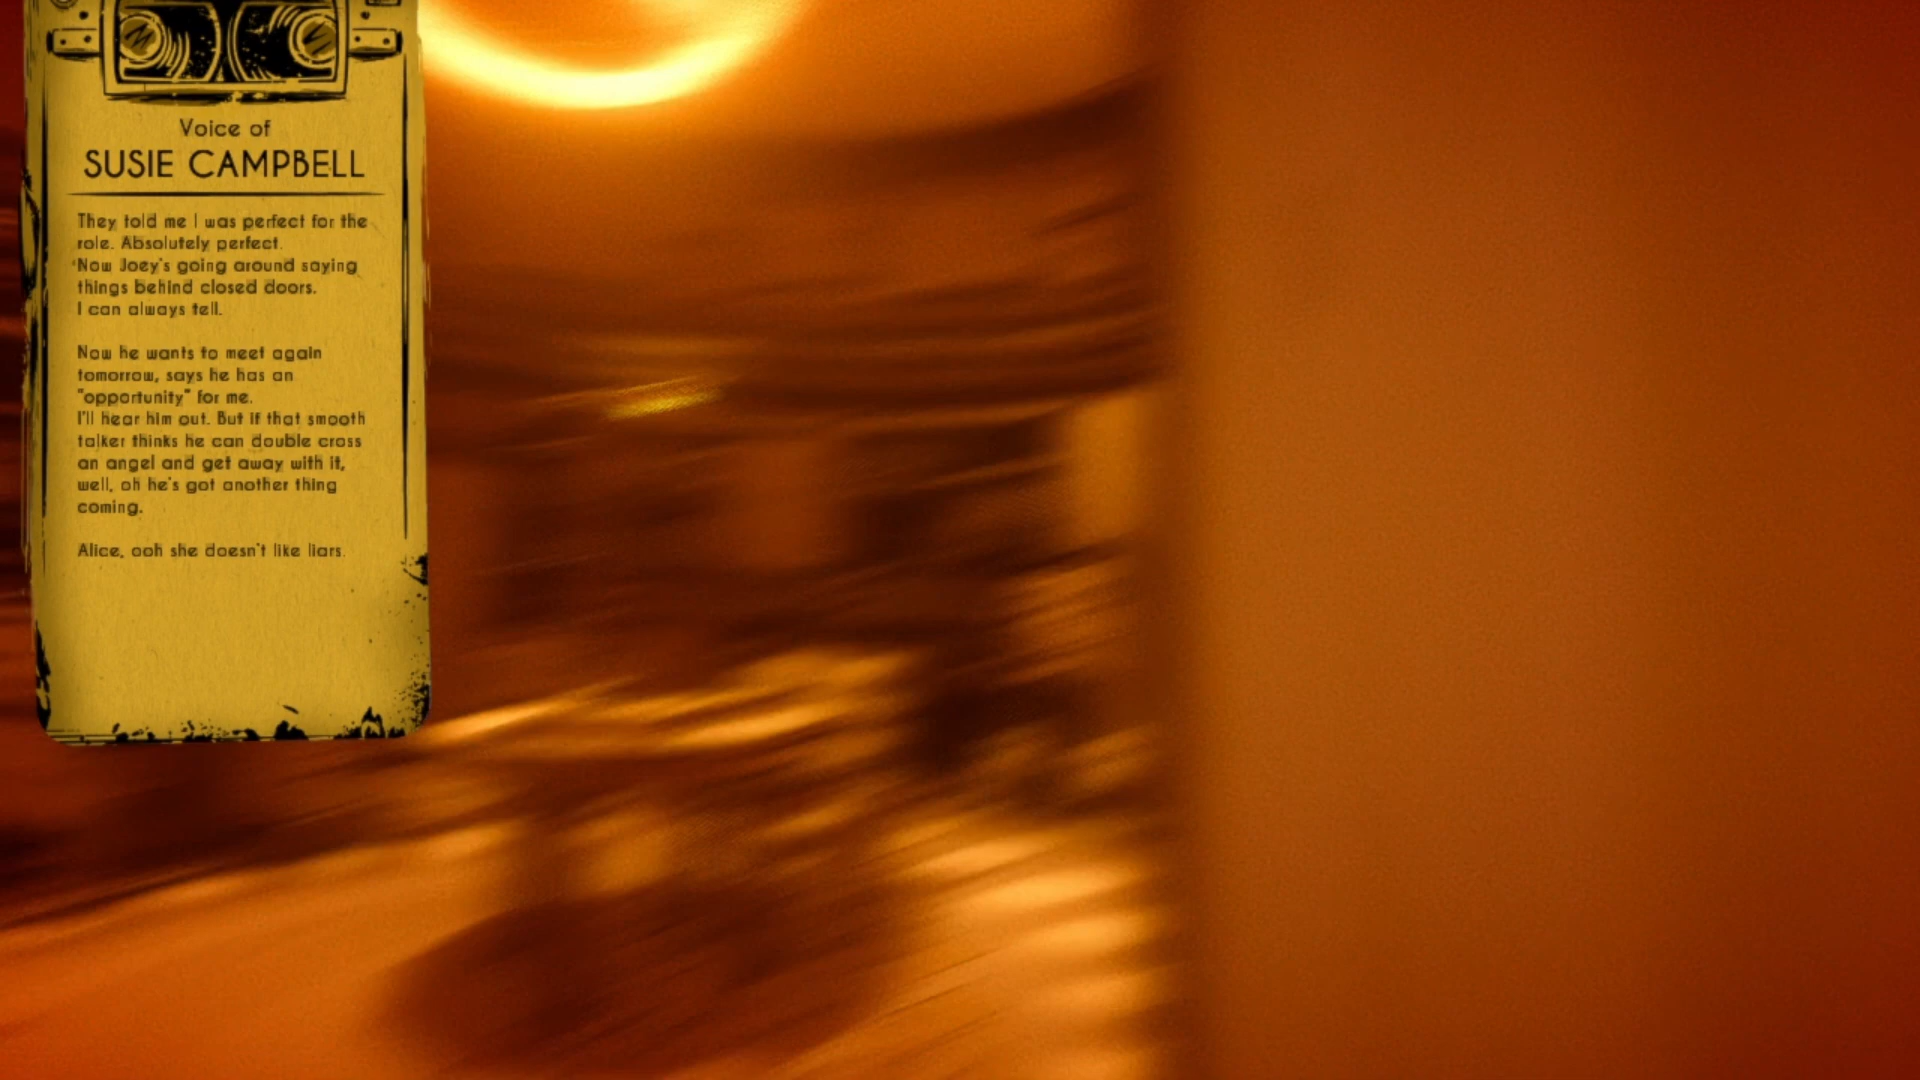 Voice of
SUSIE CAMPBELL
They told me I was perfect for the
role. Absolutely perfect.
Now Joey's going around saying
things behind closed doors.
I can always tell.
Now he wants to meet again
tomorrow, says he has an
"opportunity" for me.
I'll hear him out. But if that smooth
talker thinks he can double cross
an angel and get away with it,
well, oh he's got another thing
coming.
Alice, ooh she doesn't like liars.